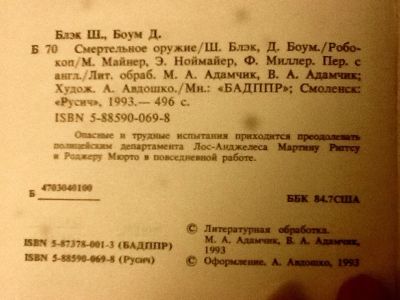 Блэк Ш., Боум Д.
Б 70 Смертельное оружие/Ш. Блэк, Д. Боум./Робо-
коп/М. Майнер, Э. Ноймайер, Ф. Миллер. Пер. с
англ./Лит. обраб. М. А. Адамчик, В. А. Адамчик;
Худож. А. Авдошко./Мн.: «БАДППР»; Смоленск:
«Русич», 1993.— 496 с.
ISBN 5-88590-069-8
Опасные и трудные испытания приходится преодолевать
полицейским департамента Лос-Анджелеса Мартину Риггсу
и Роджеру Мюрто в повседневной работе.
Б 4703040100
ББК 84.7США
© Литературная обработка.
М. А. Адамчик, В. А. Адамчик,
1993
ISBN 5-87378-001-3 (БАДППР)
ISBN 5-88590-069-8 (Русич)
© Оформление. А. Авдошко, 1993